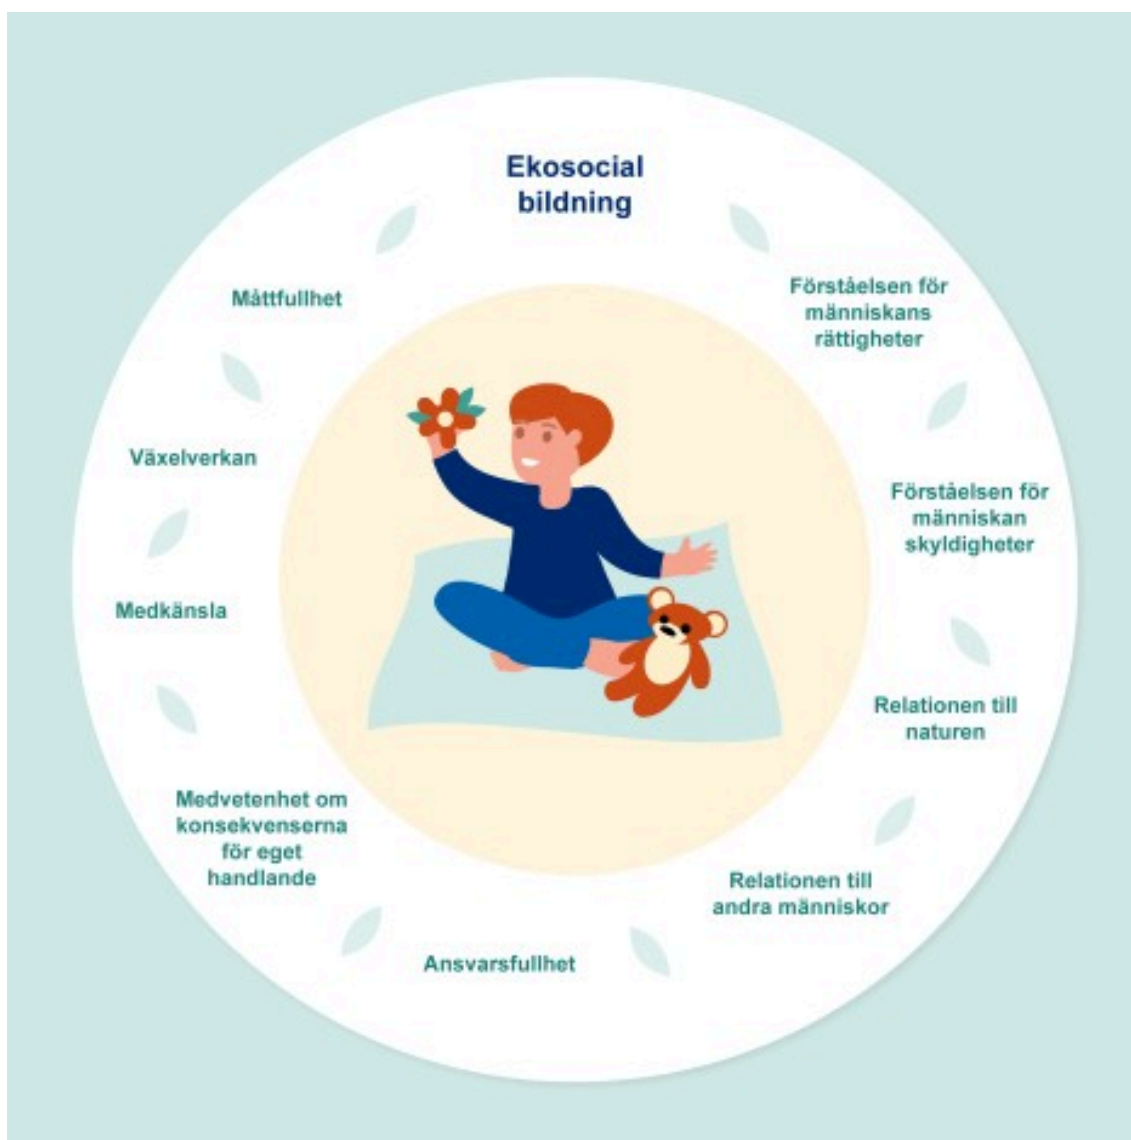 Ekosocial
bildning
Förståelsen för
människans
rättigheter
Förståelsen för
människan
skyldigheter
Relationen till
naturen
Relationen till
andra människor
Ansvarsfullhet
Medvetenhet om
konsekvenserna
för eget
handlande
Medkänsla
Växelverkan
Måttfullhet